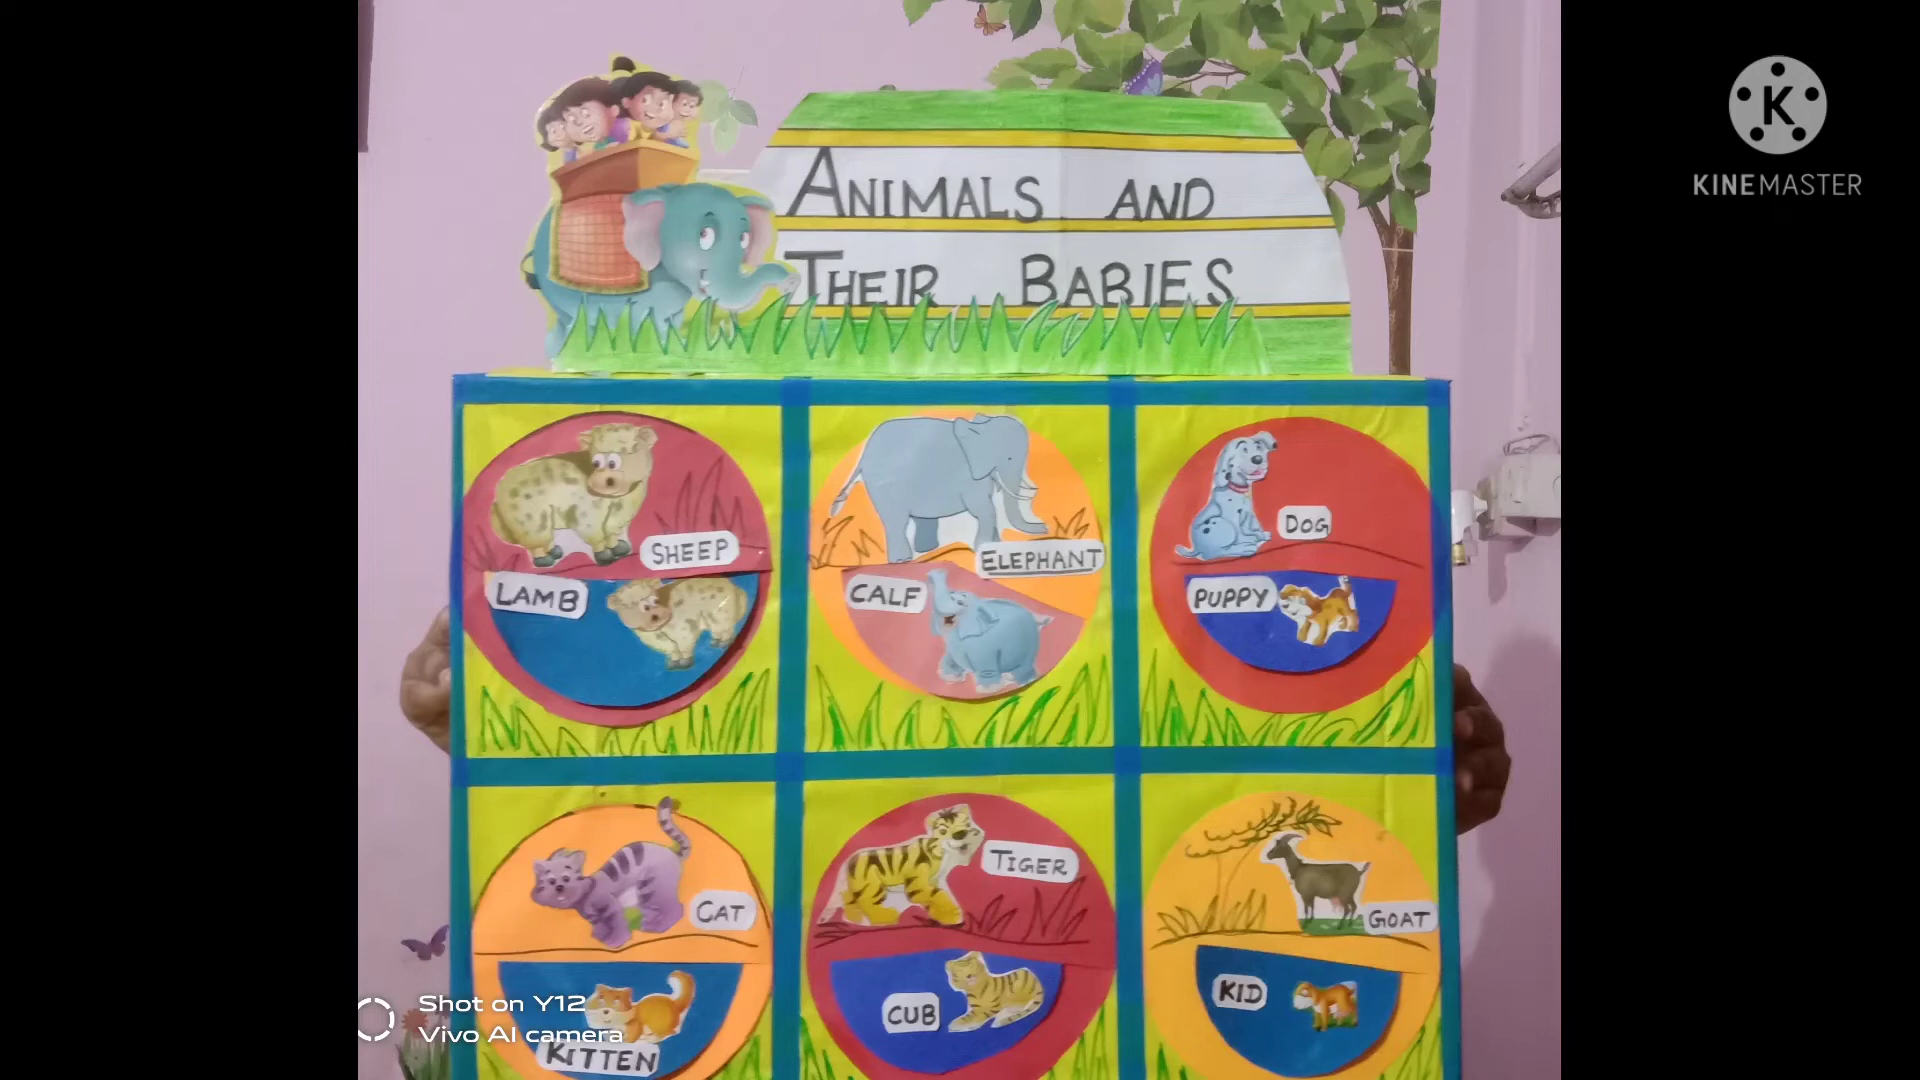 ANIMALS AND
THEIR BABIES
SHEEP
LAMB
ELEPHANT
CALF
DOG
PUPPY
CAT
KITTEN
TIGER
CUB
GOAT
KID
Shot on Y12
Vivo AI camera
K
KINEMASTER